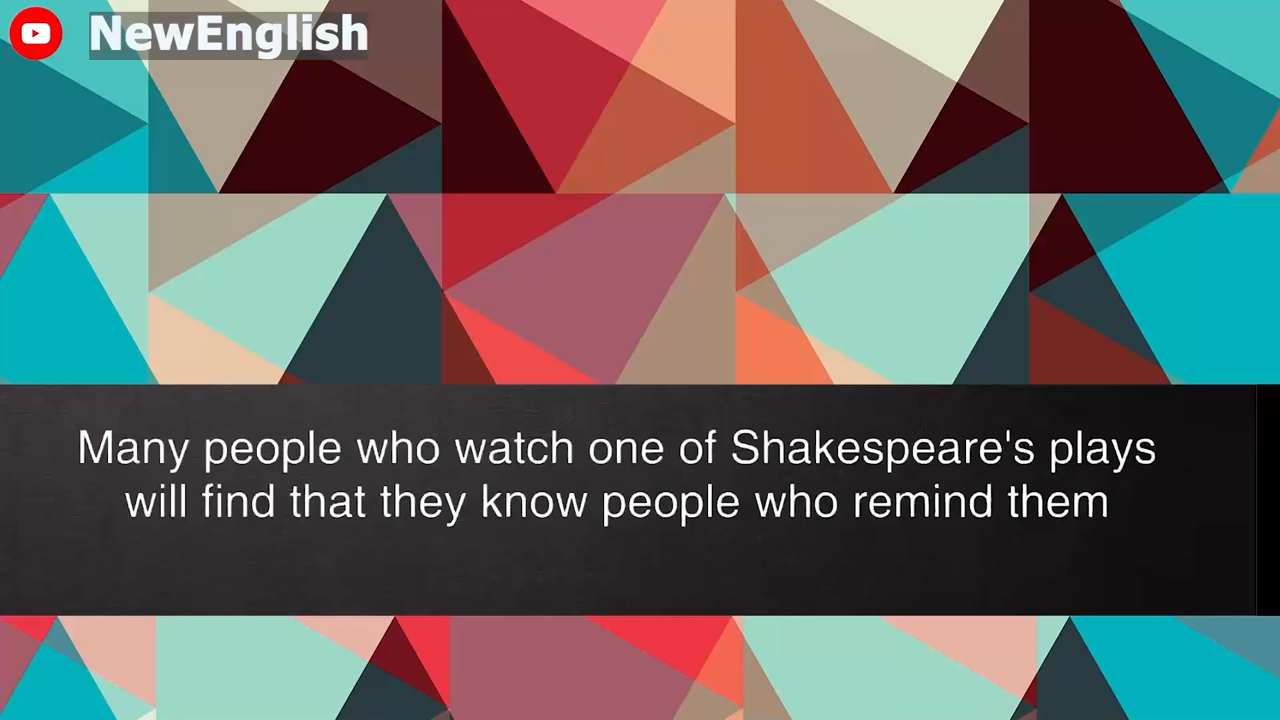 NewEnglish
Many people who watch one of Shakespeare's plays
will find that they know people who remind them